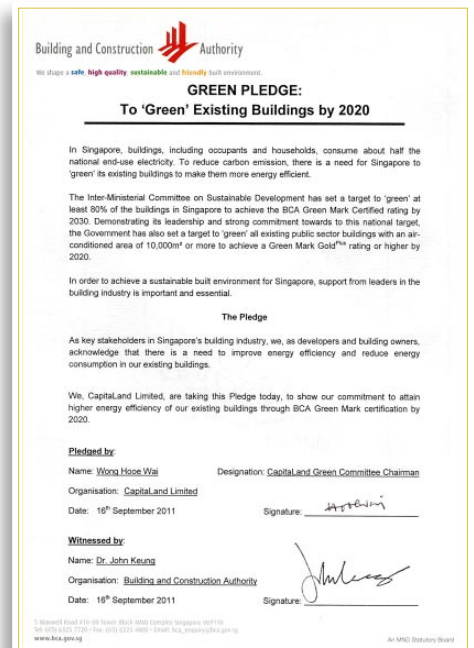 Building and Construction Authority
We shape a safe, high quality, sustainable and friendly built environment.
GREEN PLEDGE:
To ‘Green’ Existing Buildings by 2020
In Singapore, buildings, including occupants and households, consume about half the
national end-use electricity. To reduce carbon emission, there is a need for Singapore to
‘green’ its existing buildings to make them more energy efficient.
The Inter-Ministerial Committee on Sustainable Development has set a target to ‘green’ at
least 80% of the buildings in Singapore to achieve the BCA Green Mark Certified rating by
2030. Demonstrating its leadership and strong commitment towards to this national target,
the Government has also set a target to ‘green’ all existing public sector buildings with an air-
conditioned area of 10,000m² or more to achieve a Green Mark Gold^Plus rating or higher by
2020.
In order to achieve a sustainable built environment for Singapore, support from leaders in the
building industry is important and essential.
The Pledge
As key stakeholders in Singapore's building industry, we, as developers and building owners,
acknowledge that there is a need to improve energy efficiency and reduce energy
consumption in our existing buildings.
We, CapitaLand Limited, are taking this Pledge today, to show our commitment to attain
higher energy efficiency of our existing buildings through BCA Green Mark certification by
2020.
Pledged by:
Name: Wong Hooe Wai Designation: CapitaLand Green Committee Chairman
Organisation: CapitaLand Limited
Date: 16th September 2011 Signature:
Witnessed by:
Name: Dr. John Keung
Organisation: Building and Construction Authority
Date: 16th September 2011 Signature:
5 Maxwell Road #16-00 Tower Block MND Complex Singapore 069110
www.bca.gov.sg An MND Statutory Board